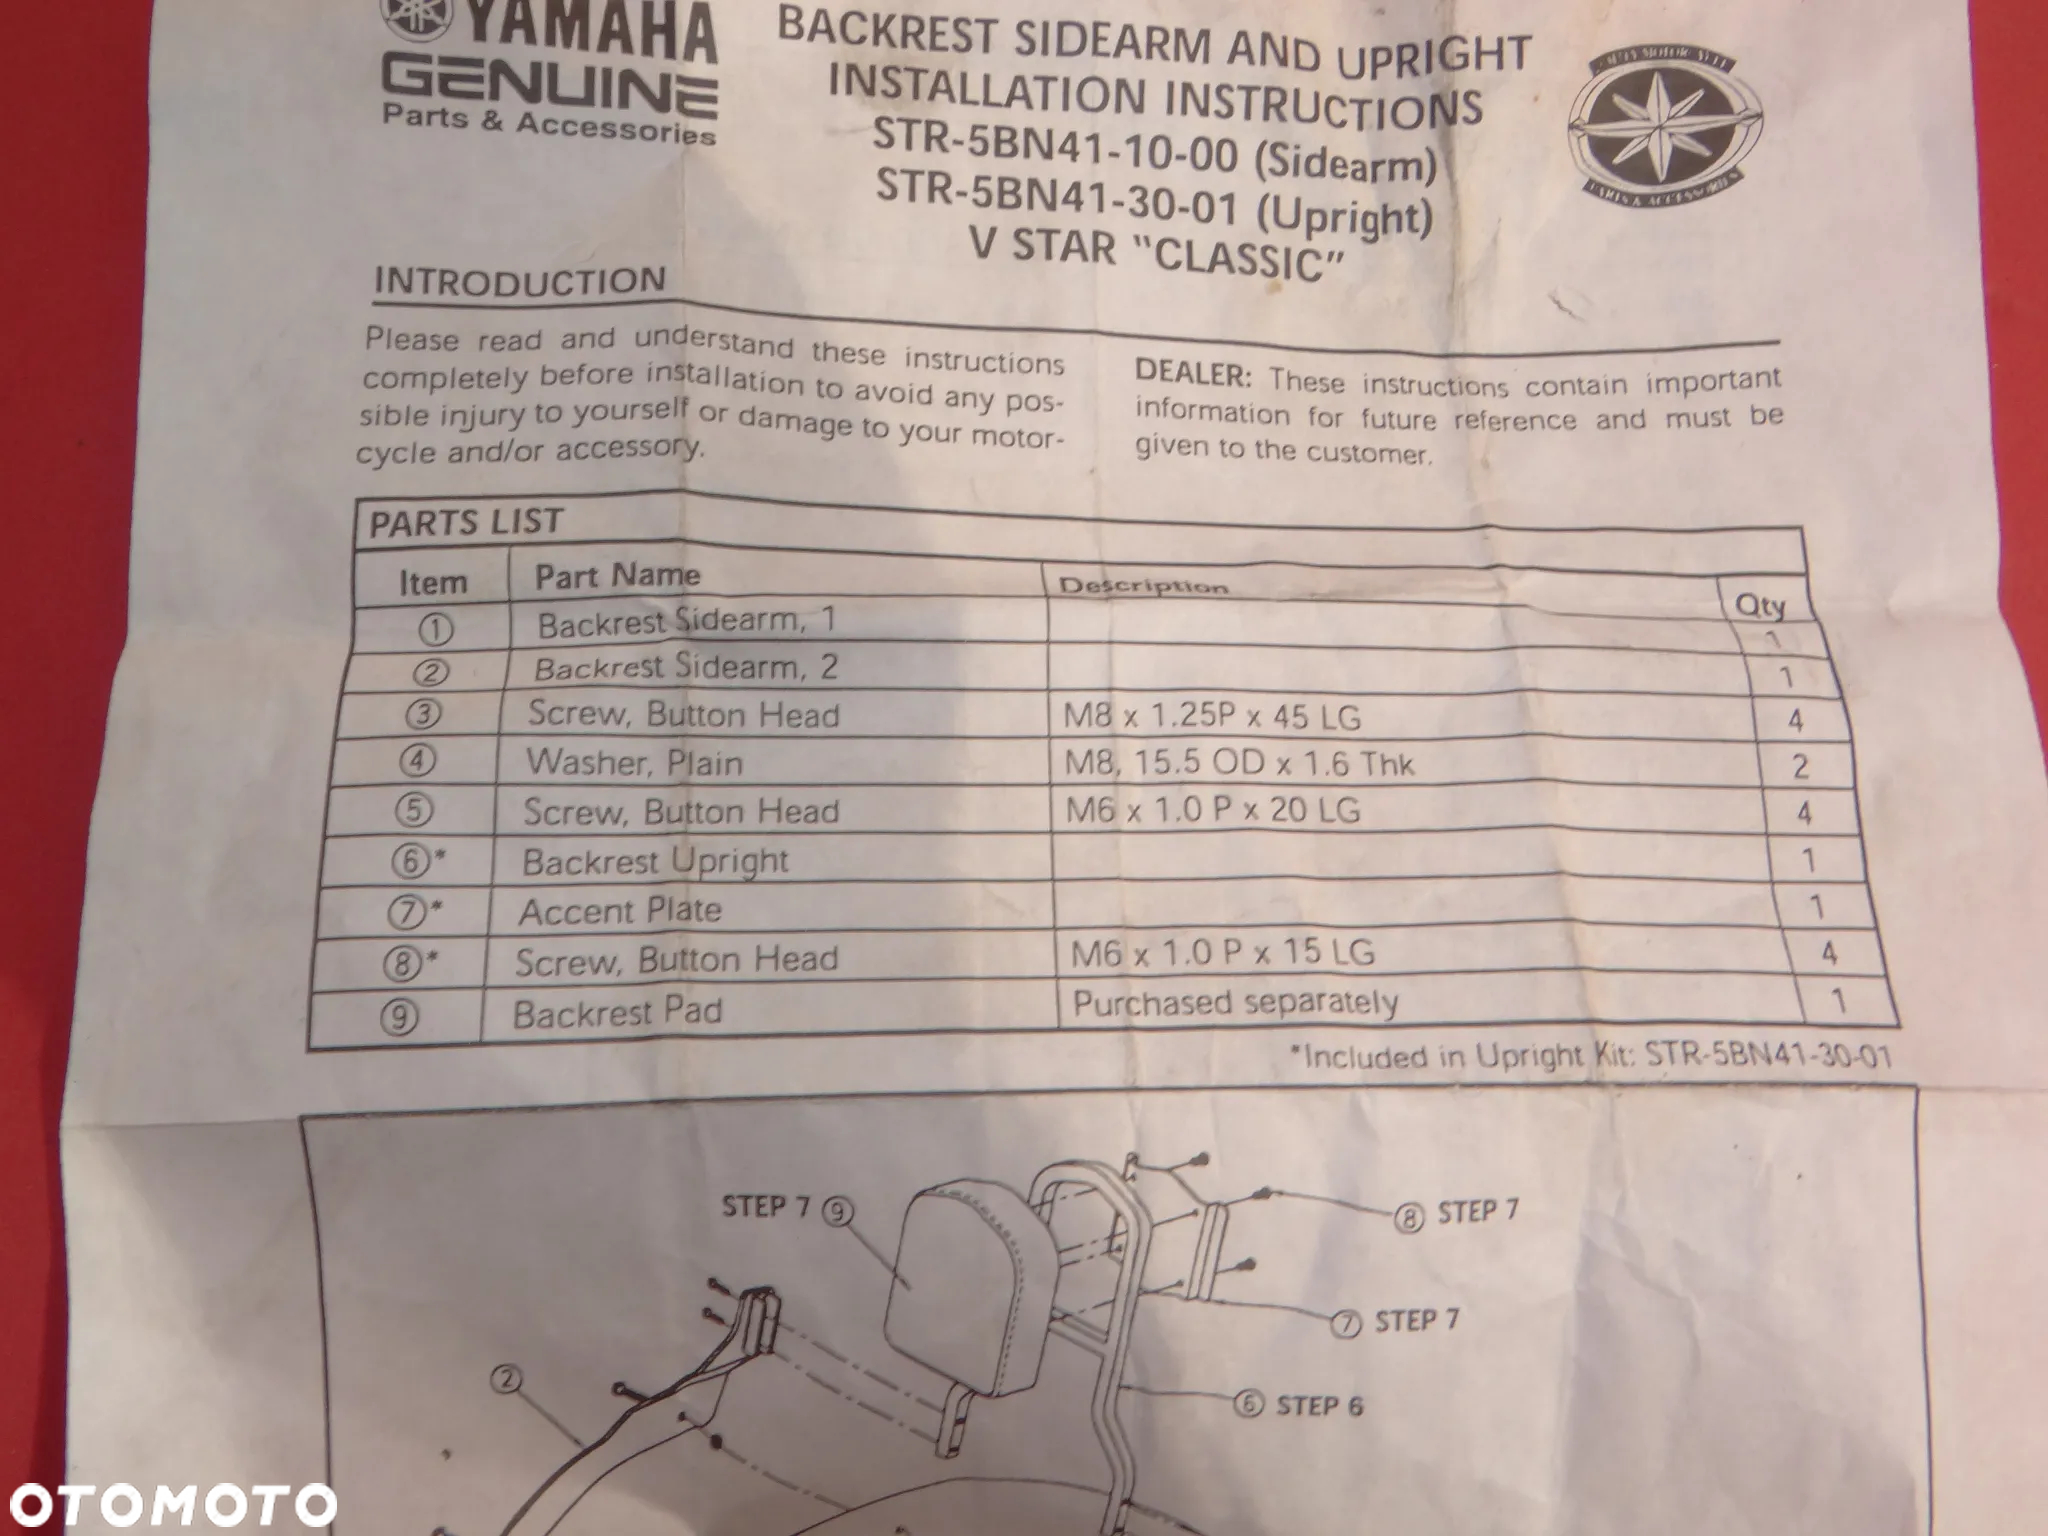 YAMAHA
GENUINE
Parts & Accessories
BACKREST SIDEARM AND UPRIGHT
INSTALLATION INSTRUCTIONS
STR-5BN41-10-00 (Sidearm)
STR-5BN41-30-01 (Upright)
V STAR "CLASSIC"
PARTS & ACCESSORIES
INTRODUCTION
Please read and understand these instructions
completely before installation to avoid any pos-
sible injury to yourself or damage to your motor-
cycle and/or accessory.
DEALER: These instructions contain important
information for future reference and must be
given to the customer.
PARTS LIST
Item Part Name Description Qty
① Backrest Sidearm, 1 1
② Backrest Sidearm, 2 1
③ Screw, Button Head M8 x 1.25P x 45 LG 4
④ Washer, Plain M8, 15.5 OD x 1.6 Thk 2
⑤ Screw, Button Head M6 x 1.0 P x 20 LG 4
⑥* Backrest Upright 1
⑦* Accent Plate 1
⑧* Screw, Button Head M6 x 1.0 P x 15 LG 4
⑨ Backrest Pad Purchased separately 1
*Included in Upright Kit: STR-5BN41-30-01
STEP 7 ⑨
⑧ STEP 7
⑦ STEP 7
②
⑥ STEP 6
OTOMOTO